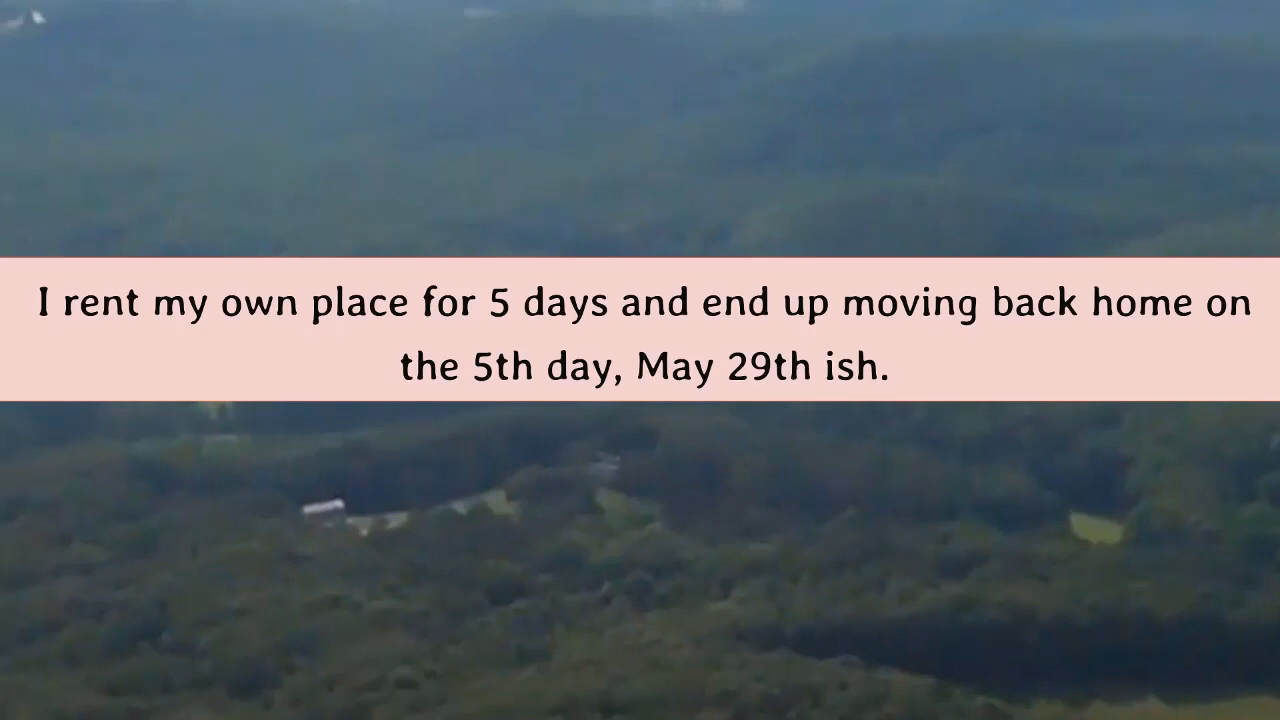 I rent my own place for 5 days and end up moving back home on
the 5th day, May 29th ish.